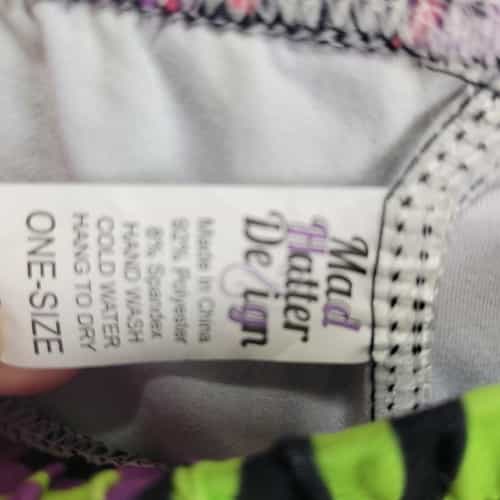 Mad
Hatter
Design
Made in China
92% Polyester
8% Spandex
HAND WASH
COLD WATER
HANG TO DRY
ONE-SIZE